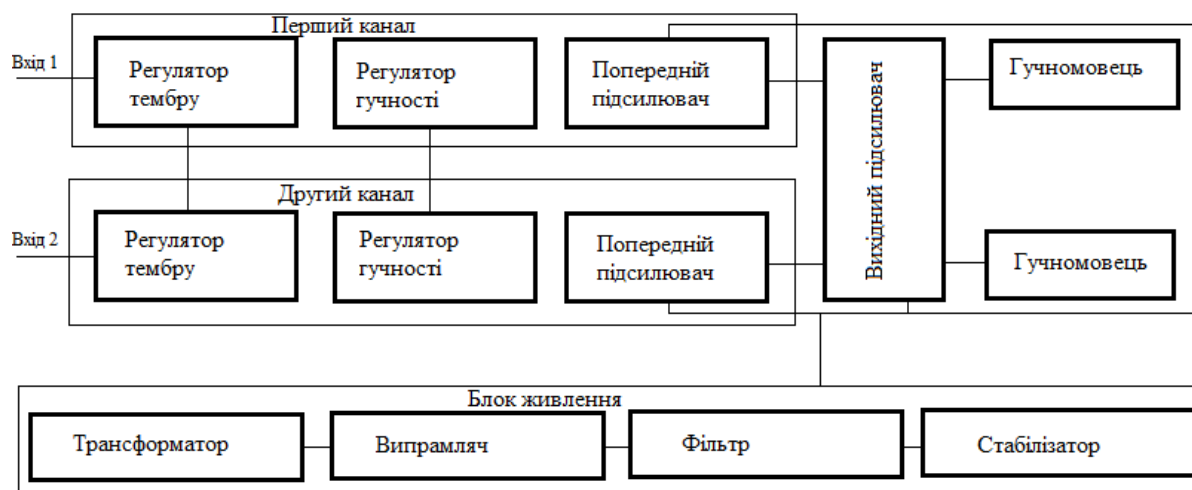 Перший канал
Вхід 1
Регулятор
тембру
Регулятор
гучності
Попередній
підсилювач
Вихідний підсилювач
Гучномовець
Другий канал
Вхід 2
Регулятор
тембру
Регулятор
гучності
Попередній
підсилювач
Гучномовець
Блок живлення
Трансформатор
Випрамляч
Фільтр
Стабілізатор